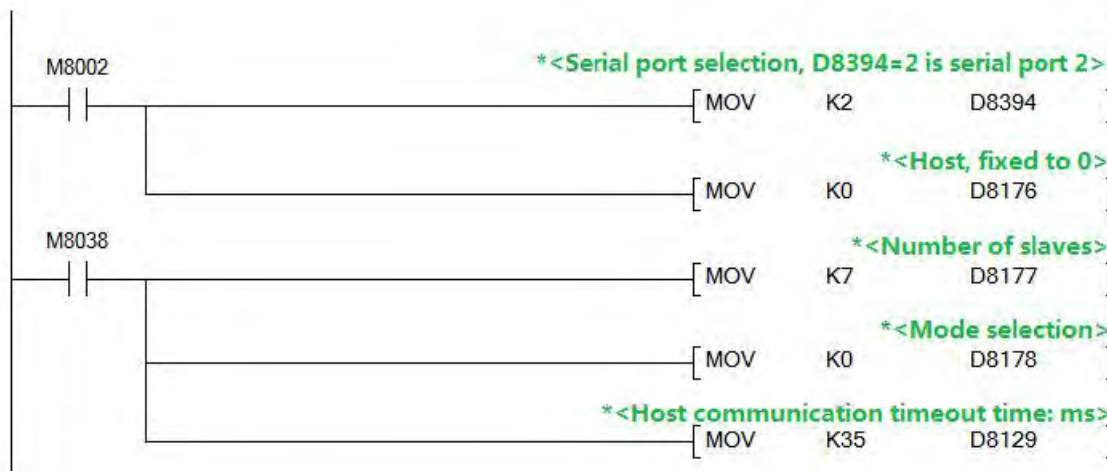 *<Serial port selection, D8394=2 is serial port 2>
M8002
[MOV K2 D8394 ]
*<Host, fixed to 0>
[MOV K0 D8176 ]
M8038
*<Number of slaves>
[MOV K7 D8177 ]
*<Mode selection>
[MOV K0 D8178 ]
*<Host communication timeout time: ms>
[MOV K35 D8129 ]